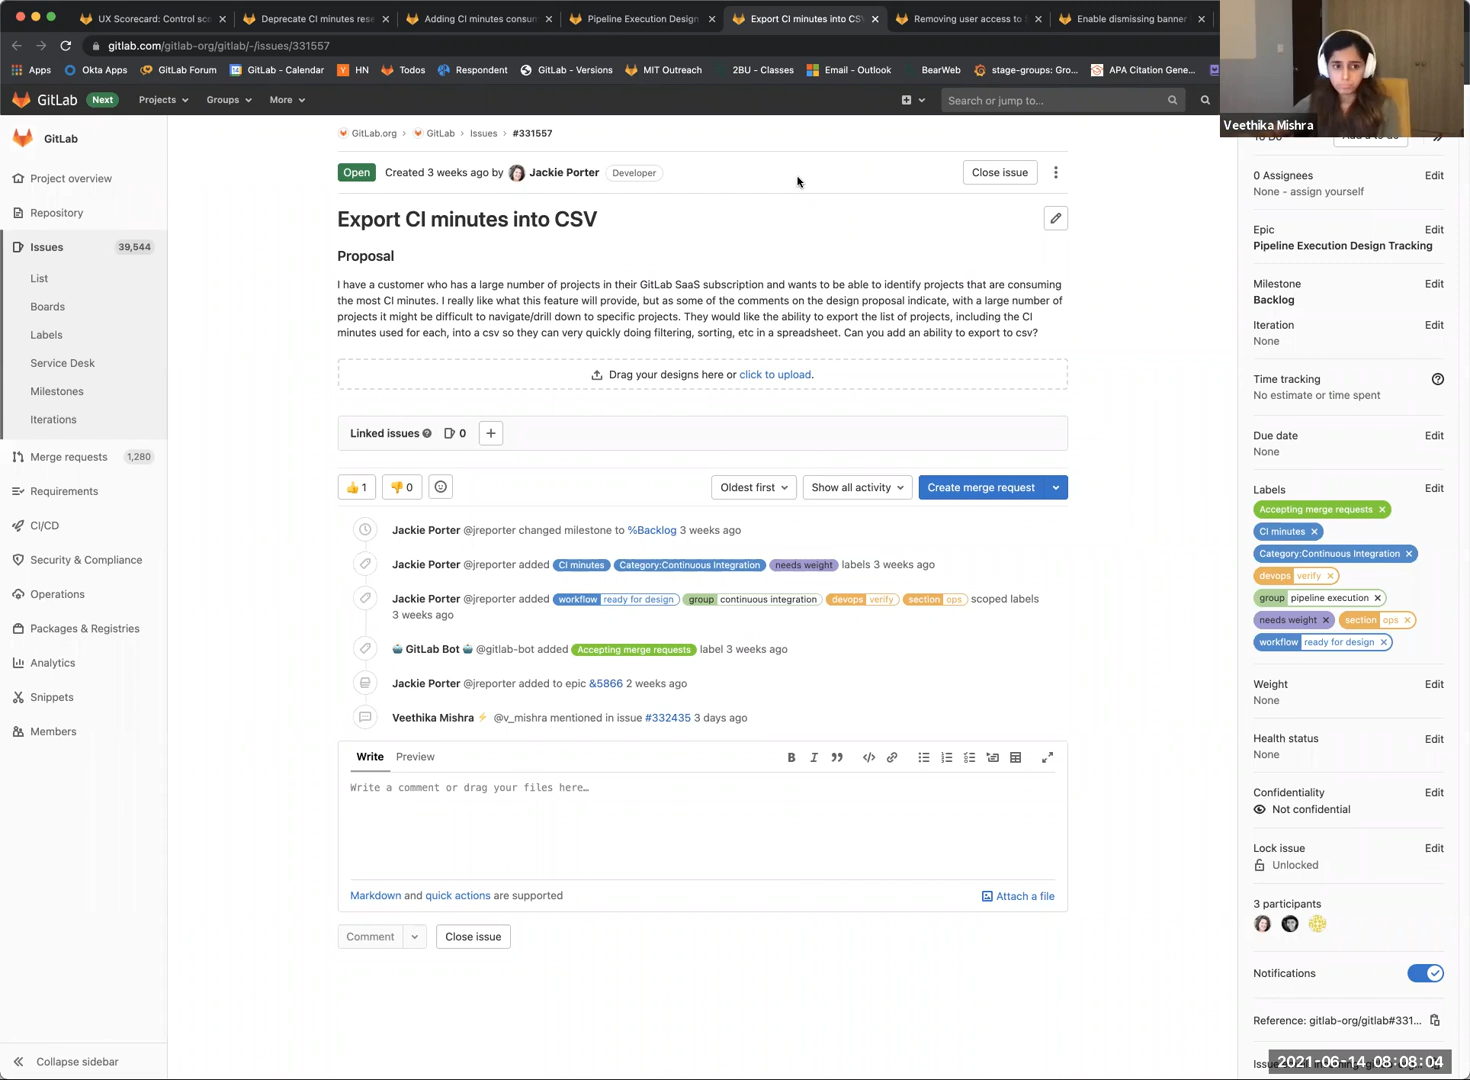 UX Scorecard: Control sc
Deprecate CI minutes rese
Adding CI minutes consum
Pipeline Execution Design
Export CI minutes into CSV
Removing user access to
Enable dismissing banner
gitlab.com/gitlab-org/gitlab/-/issues/331557
Apps
Okta Apps
GitLab Forum
GitLab - Calendar
HN
Todos
Respondent
GitLab - Versions
MIT Outreach
2BU - Classes
Email - Outlook
BearWeb
stage-groups: Gro...
APA Citation Gene...
GitLab
Next
Projects
Groups
More
Search or jump to...
Veethika Mishra
GitLab
Project overview
Repository
Issues 39,544
List
Boards
Labels
Service Desk
Milestones
Iterations
Merge requests 1,280
Requirements
CI/CD
Security & Compliance
Operations
Packages & Registries
Analytics
Snippets
Members
Collapse sidebar
GitLab.org › GitLab › Issues › #331557
Open Created 3 weeks ago by Jackie Porter Developer
Close issue
Export CI minutes into CSV
Proposal
I have a customer who has a large number of projects in their GitLab SaaS subscription and wants to be able to identify projects that are consuming
the most CI minutes. I really like what this feature will provide, but as some of the comments on the design proposal indicate, with a large number of
projects it might be difficult to navigate/drill down to specific projects. They would like the ability to export the list of projects, including the CI
minutes used for each, into a csv so they can very quickly doing filtering, sorting, etc in a spreadsheet. Can you add an ability to export to csv?
Drag your designs here or click to upload.
Linked issues 0
👍 1 👎 0
Oldest first
Show all activity
Create merge request
Jackie Porter @jreporter changed milestone to %Backlog 3 weeks ago
Jackie Porter @jreporter added CI minutes Category:Continuous Integration needs weight labels 3 weeks ago
Jackie Porter @jreporter added workflow ready for design group continuous integration devops verify section ops scoped labels
3 weeks ago
GitLab Bot @gitlab-bot added Accepting merge requests label 3 weeks ago
Jackie Porter @jreporter added to epic &5866 2 weeks ago
Veethika Mishra ⚡ @v_mishra mentioned in issue #332435 3 days ago
Write
Preview
B I
Write a comment or drag your files here…
Markdown and quick actions are supported
Attach a file
Comment
Close issue
0 Assignees Edit
None - assign yourself
Epic Edit
Pipeline Execution Design Tracking
Milestone Edit
Backlog
Iteration Edit
None
Time tracking
No estimate or time spent
Due date Edit
None
Labels Edit
Accepting merge requests
CI minutes
Category:Continuous Integration
devops verify
group pipeline execution
needs weight section ops
workflow ready for design
Weight Edit
None
Health status Edit
None
Confidentiality Edit
Not confidential
Lock issue Edit
Unlocked
3 participants
Notifications
Reference: gitlab-org/gitlab#331...
2021-06-14 08:08:04